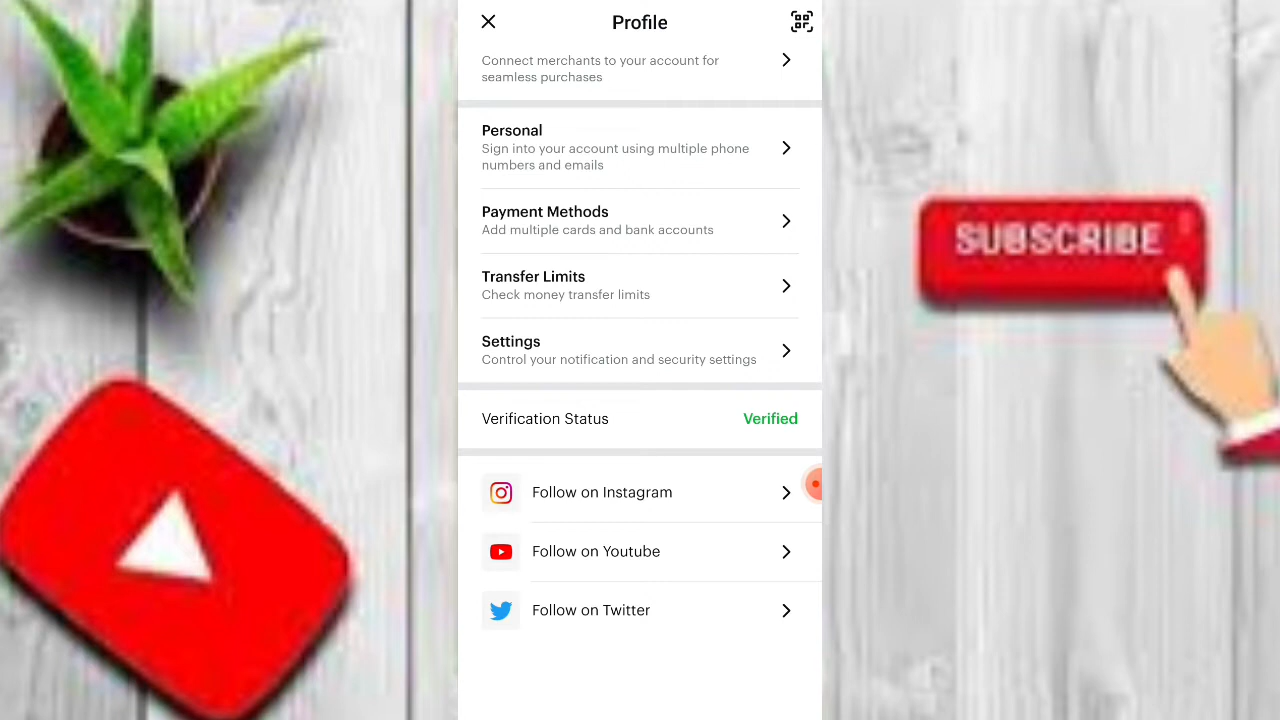 Profile
Connect merchants to your account for
seamless purchases
Personal
Sign into your account using multiple phone
numbers and emails
Payment Methods
Add multiple cards and bank accounts
Transfer Limits
Check money transfer limits
Settings
Control your notification and security settings
Verification Status
Verified
Follow on Instagram
Follow on Youtube
Follow on Twitter
SUBSCRIBE